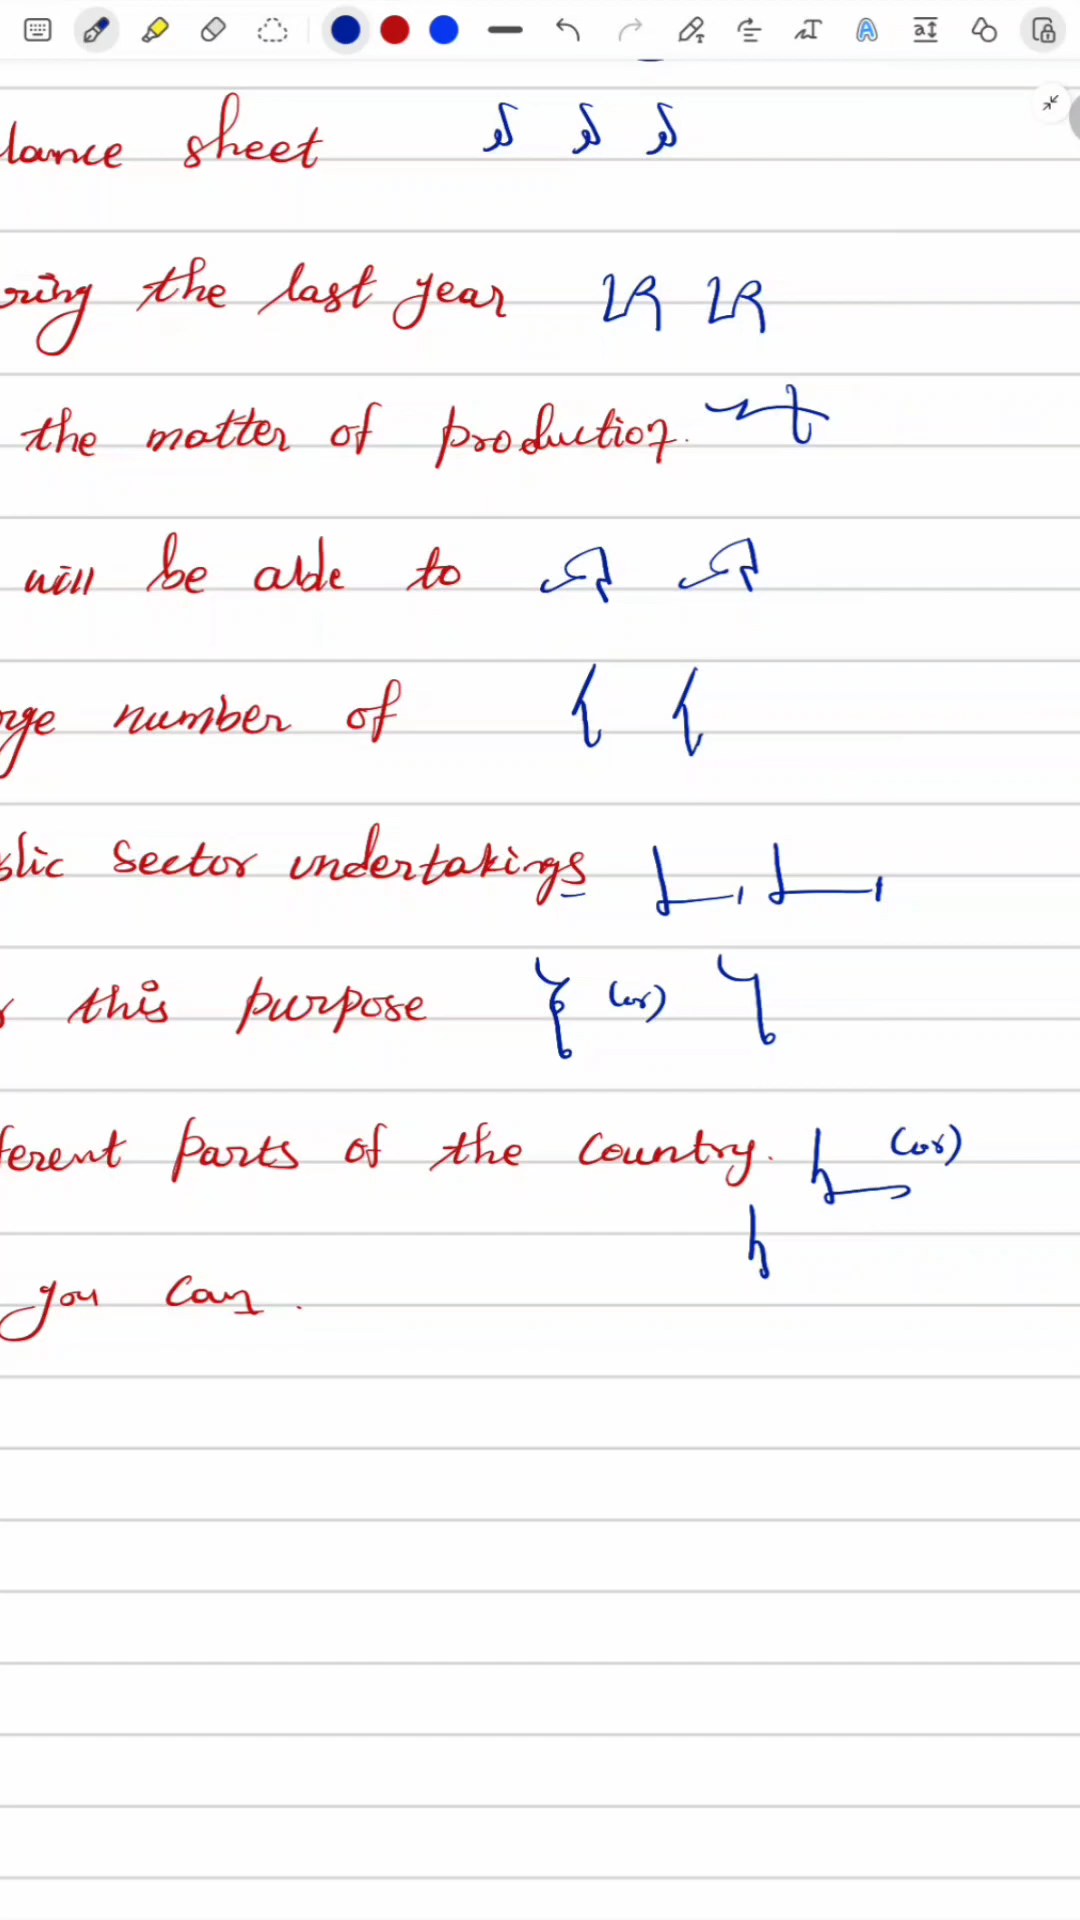 lance sheet
ring the last year
the matter of production.
will be able to
rge number of
blic sector undertakings
this purpose (or)
ferent parts of the country. (or)
you can.